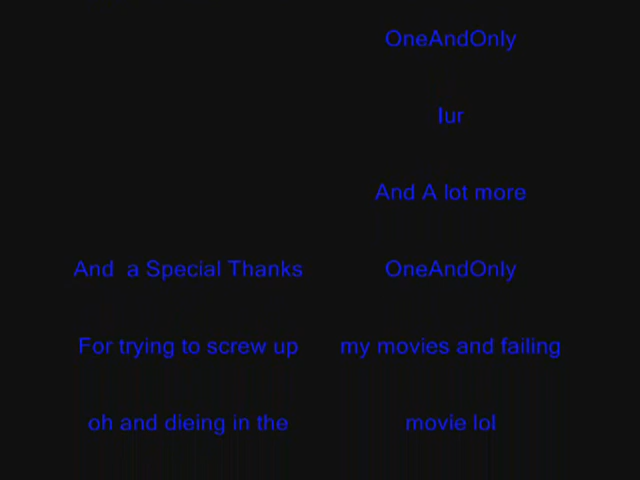 OneAndOnly
lur
And A lot more
And  a Special Thanks OneAndOnly
For trying to screw up my movies and failing
oh and dieing in the movie lol